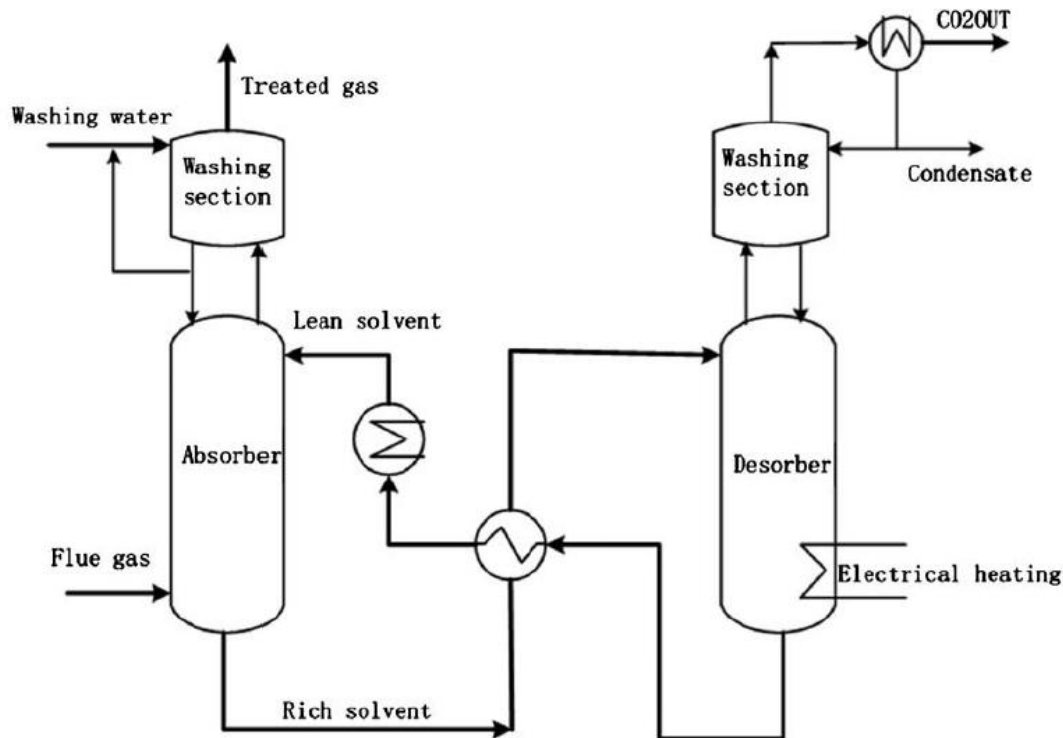 CO2OUT
Treated gas
Washing water
Washing
section
Washing
section
Condensate
Lean solvent
Absorber
Desorber
Flue gas
Electrical heating
Rich solvent